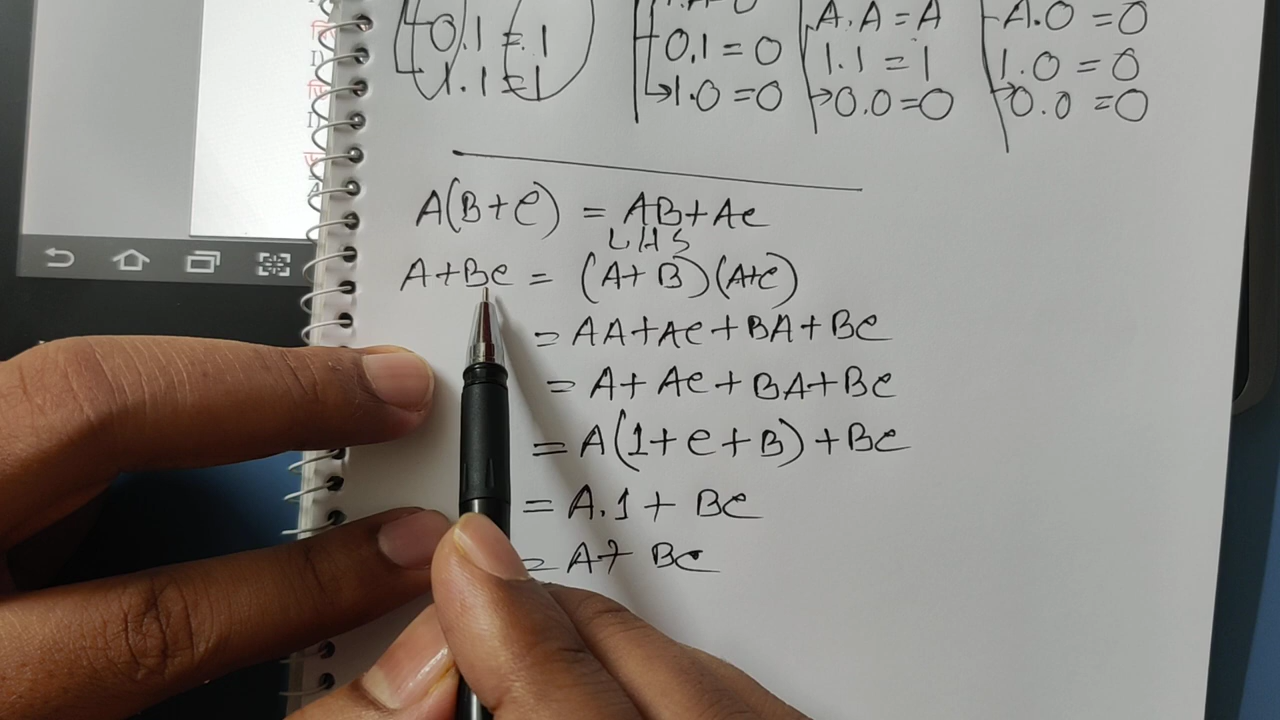 0.1 = 1
1.1 = 1
0.1 = 0
1.0 = 0
A.A = A
1.1 = 1
0.0 = 0
A.0 = 0
1.0 = 0
0.0 = 0
A(B+C) = AB+AC
LHS
A+BC = (A+B)(A+C)
= AA+AC+BA+BC
= A+AC+BA+BC
= A(1+C+B)+BC
= A.1+BC
= A+BC